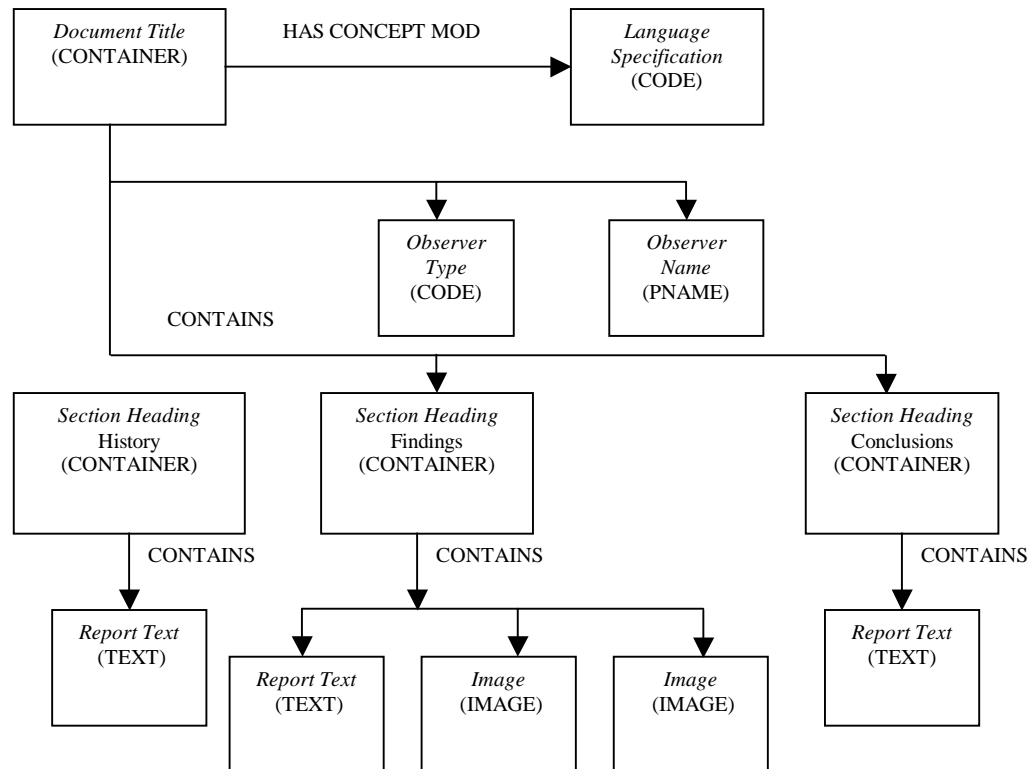 Document Title
(CONTAINER)
HAS CONCEPT MOD
Language
Specification
(CODE)
Observer
Type
(CODE)
Observer
Name
(PNAME)
CONTAINS
Section Heading
History
(CONTAINER)
Section Heading
Findings
(CONTAINER)
Section Heading
Conclusions
(CONTAINER)
CONTAINS
CONTAINS
CONTAINS
Report Text
(TEXT)
Report Text
(TEXT)
Image
(IMAGE)
Image
(IMAGE)
Report Text
(TEXT)